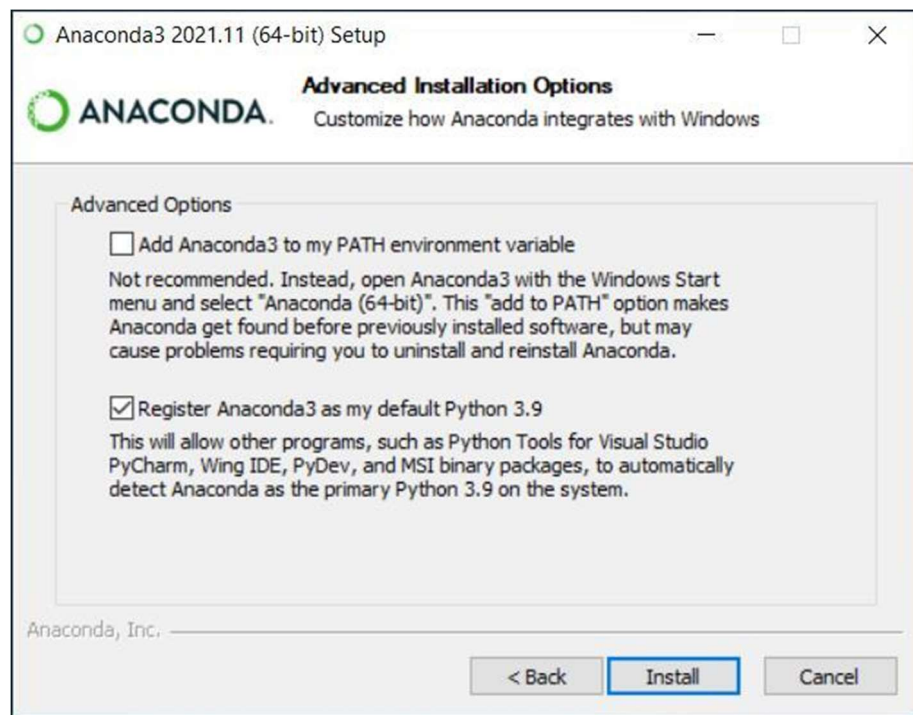 Anaconda3 2021.11 (64-bit) Setup
ANACONDA.
Advanced Installation Options
Customize how Anaconda integrates with Windows
Advanced Options
Add Anaconda3 to my PATH environment variable
Not recommended. Instead, open Anaconda3 with the Windows Start
menu and select "Anaconda (64-bit)". This "add to PATH" option makes
Anaconda get found before previously installed software, but may
cause problems requiring you to uninstall and reinstall Anaconda.
Register Anaconda3 as my default Python 3.9
This will allow other programs, such as Python Tools for Visual Studio
PyCharm, Wing IDE, PyDev, and MSI binary packages, to automatically
detect Anaconda as the primary Python 3.9 on the system.
Anaconda, Inc.
< Back Install Cancel